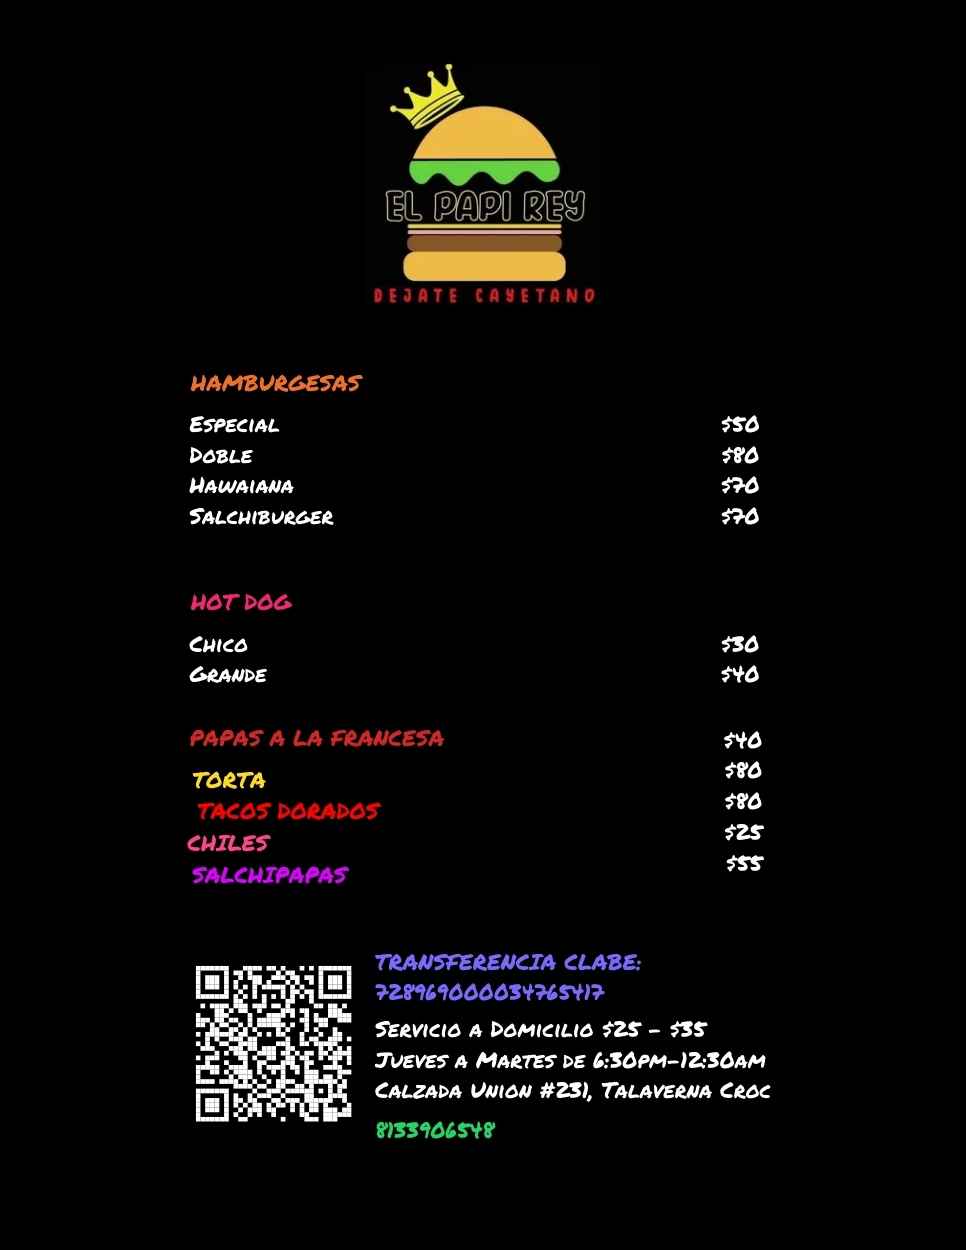 EL PAPI REY
DEJATE CAYETANO
HAMBURGESAS
ESPECIAL $50
DOBLE $80
HAWAIANA $70
SALCHIBURGER $70
HOT DOG
CHICO $30
GRANDE $40
PAPAS A LA FRANCESA $40
TORTA $80
TACOS DORADOS $80
CHILES $25
SALCHIPAPAS $55
TRANSFERENCIA CLABE:
728969000034765417
SERVICIO A DOMICILIO $25 - $35
JUEVES A MARTES DE 6:30PM-12:30AM
CALZADA UNION #231, TALAVERNA CROC
8133906548